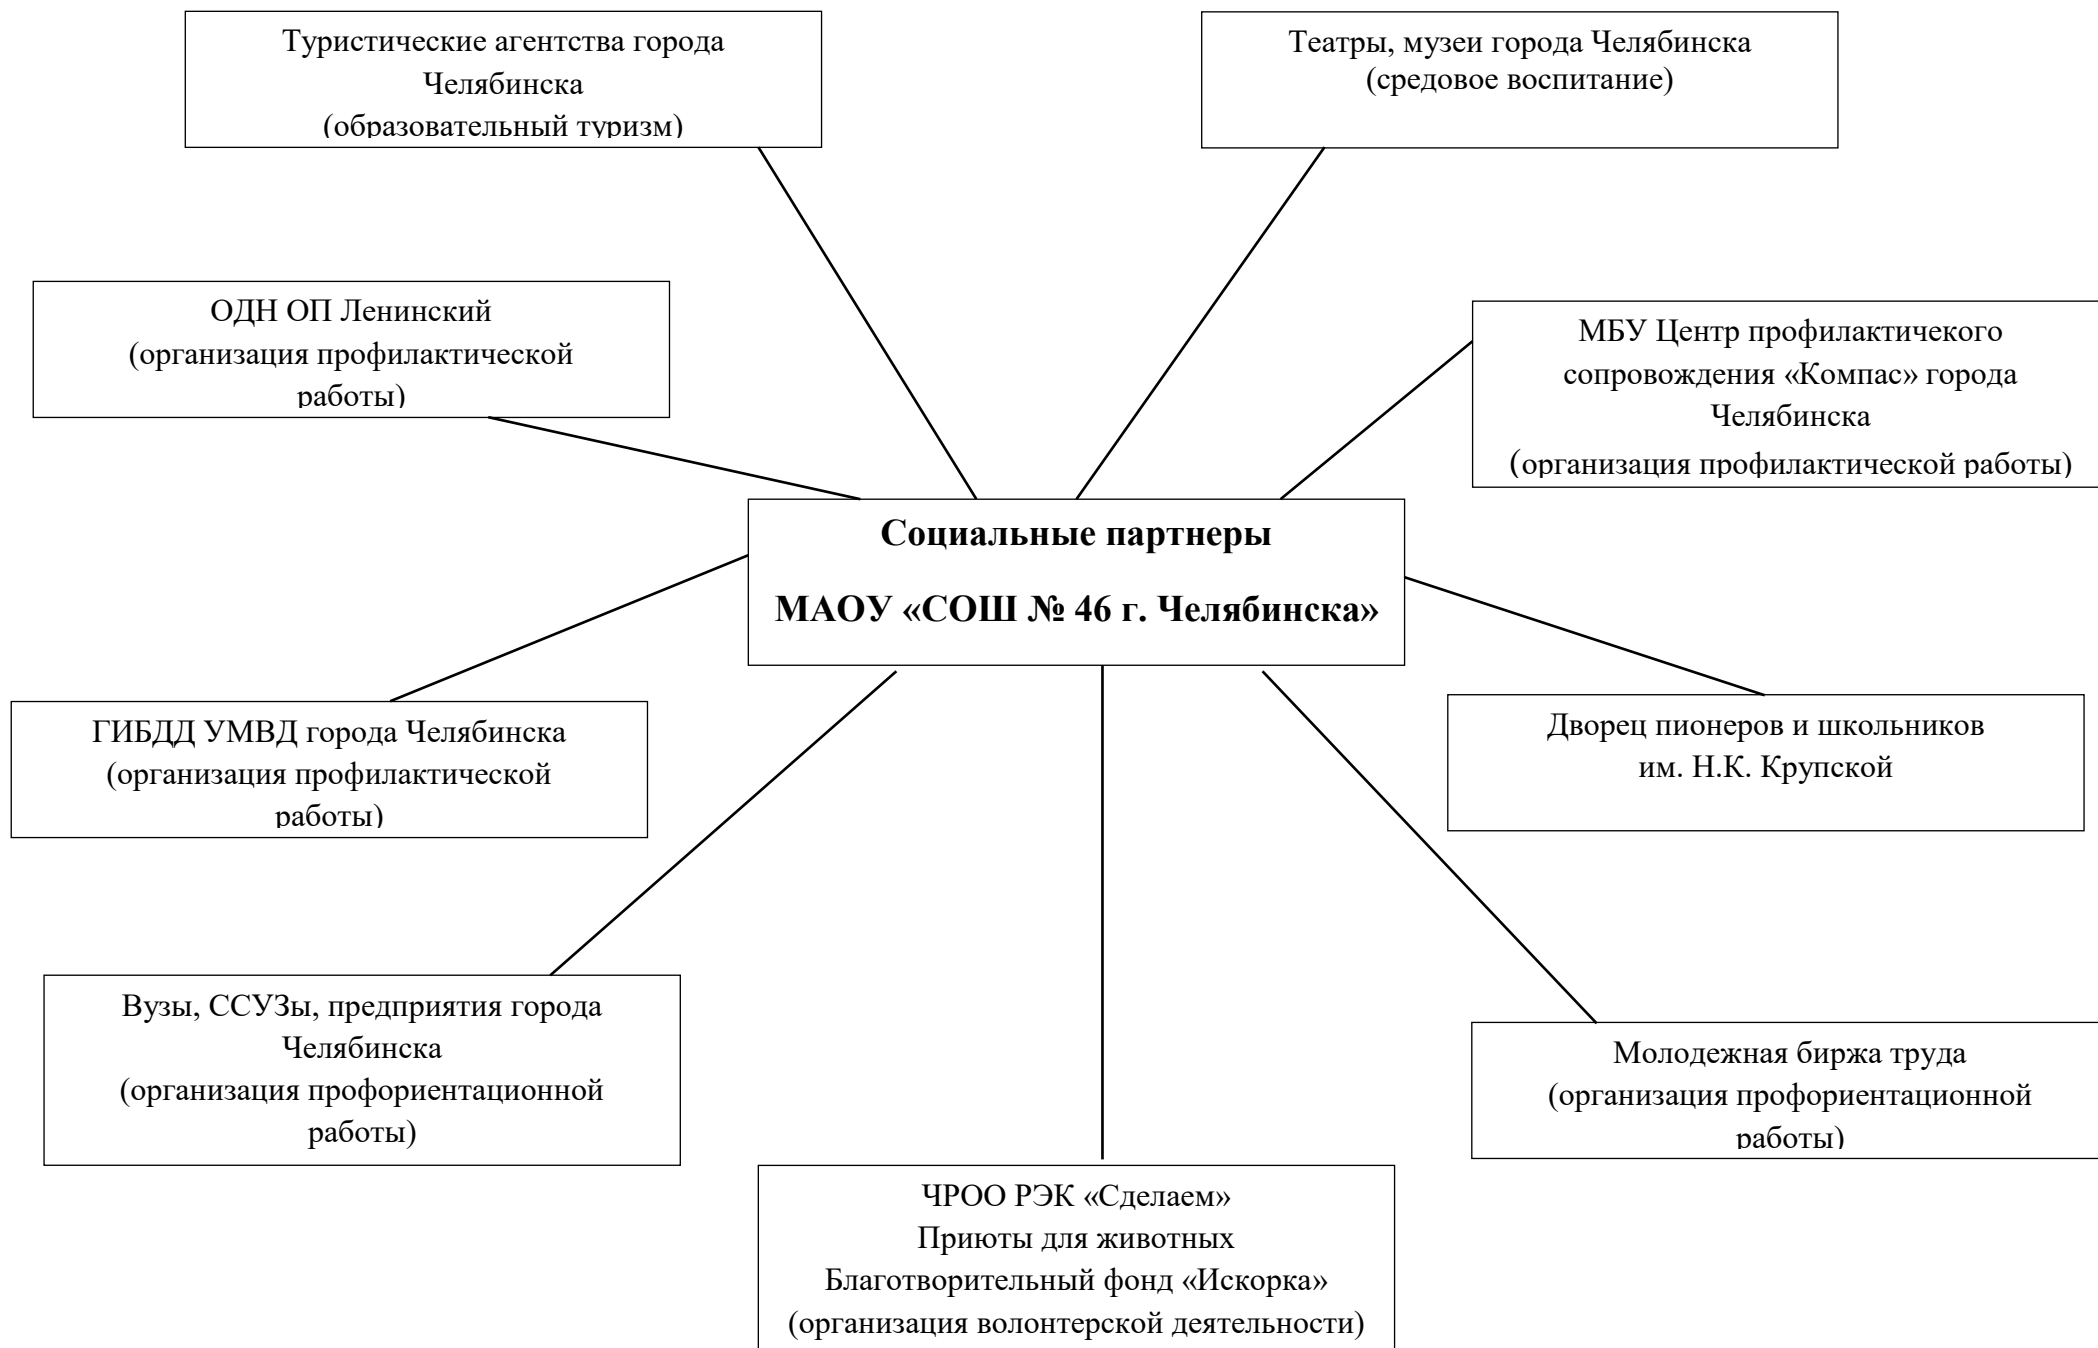 Туристические агентства города
Челябинска
(образовательный туризм)
Театры, музеи города Челябинска
(средовое воспитание)
ОДН ОП Ленинский
(организация профилактической
работы)
МБУ Центр профилактичекого
сопровождения «Компас» города
Челябинска
(организация профилактической работы)
Социальные партнеры
МАОУ «СОШ № 46 г. Челябинска»
ГИБДД УМВД города Челябинска
(организация профилактической
работы)
Дворец пионеров и школьников
им. Н.К. Крупской
Вузы, ССУЗы, предприятия города
Челябинска
(организация профориентационной
работы)
Молодежная биржа труда
(организация профориентационной
работы)
ЧРОО РЭК «Сделаем»
Приюты для животных
Благотворительный фонд «Искорка»
(организация волонтерской деятельности)